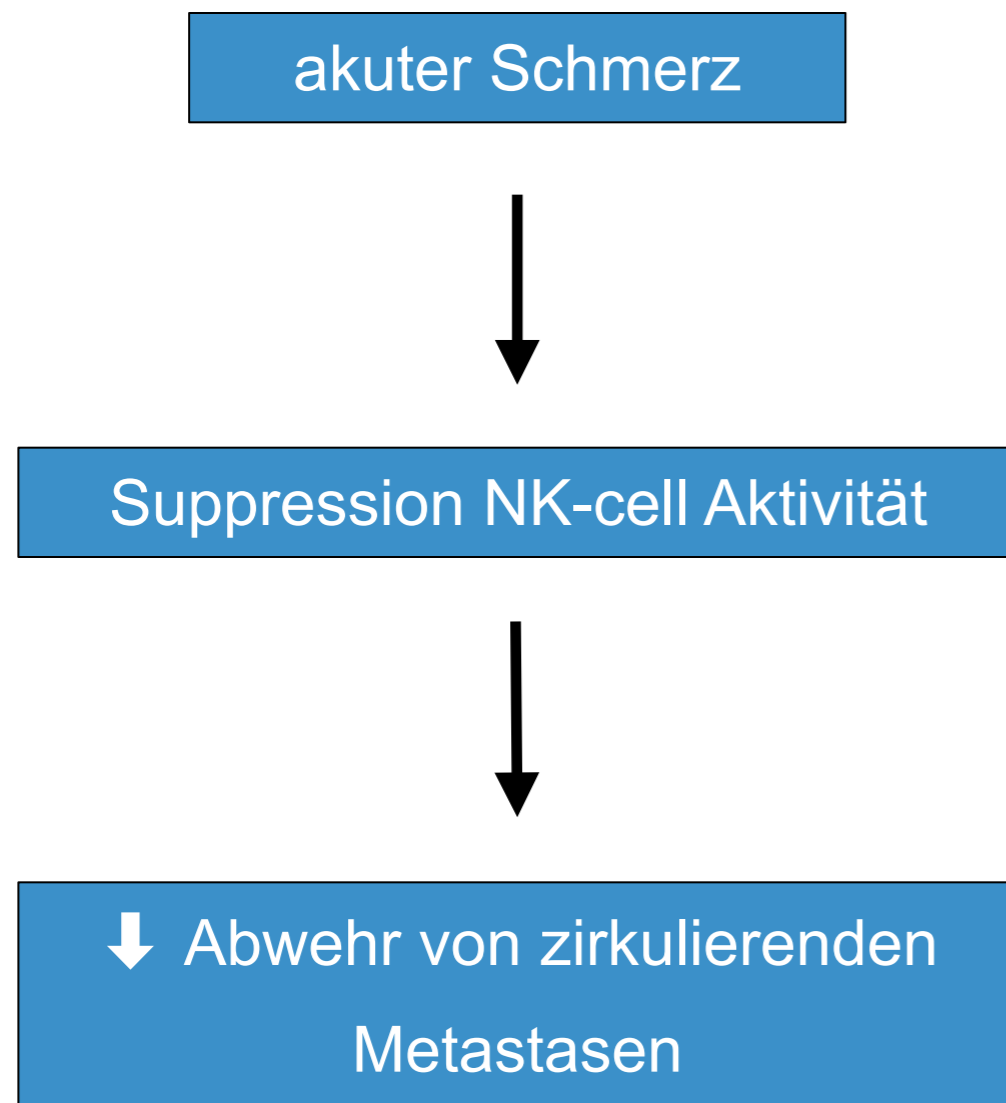 akuter Schmerz
Suppression NK-cell Aktivität
⬇ Abwehr von zirkulierenden
Metastasen